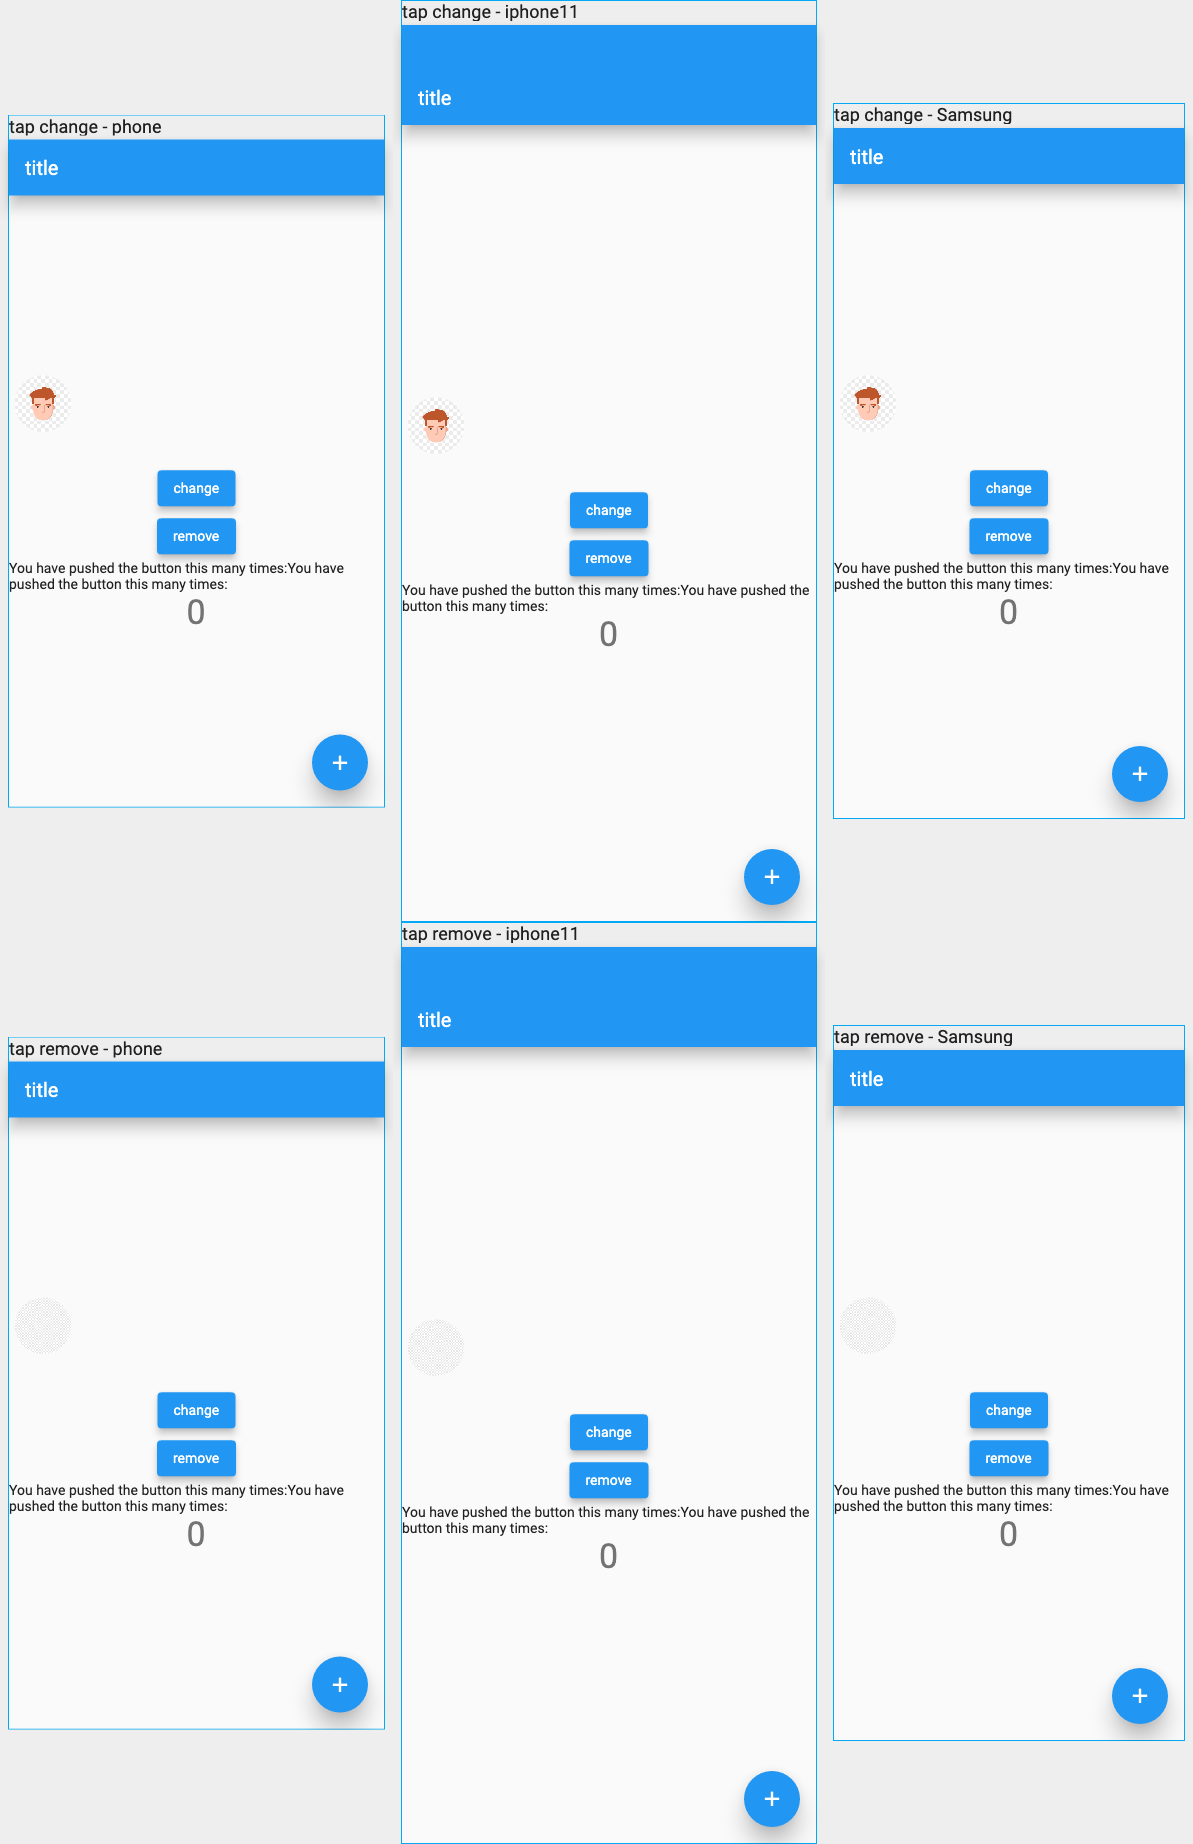 tap change - phone
title
change
remove
You have pushed the button this many times:You have
pushed the button this many times:
0
+
tap change - iphone11
title
change
remove
You have pushed the button this many times:You have pushed the
button this many times:
0
+
tap change - Samsung
title
change
remove
You have pushed the button this many times:You have
pushed the button this many times:
0
+
tap remove - phone
title
change
remove
You have pushed the button this many times:You have
pushed the button this many times:
0
+
tap remove - iphone11
title
change
remove
You have pushed the button this many times:You have pushed the
button this many times:
0
+
tap remove - Samsung
title
change
remove
You have pushed the button this many times:You have
pushed the button this many times:
0
+